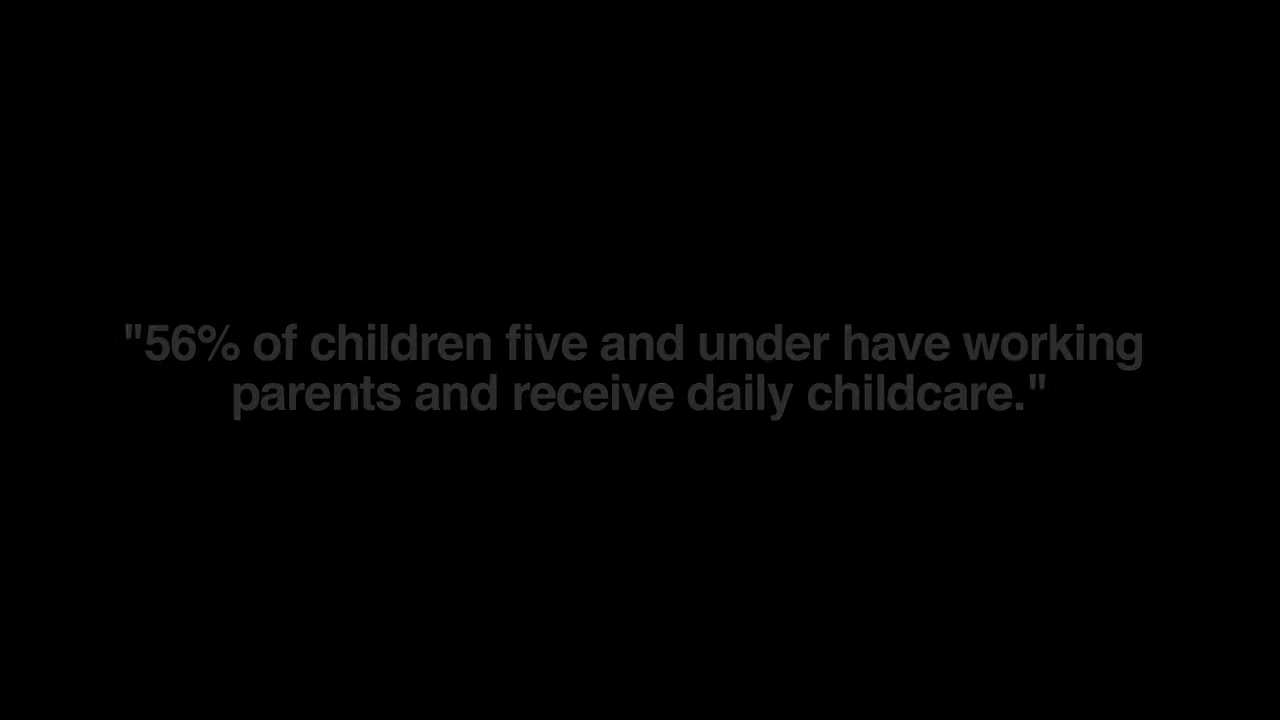 "56% of children five and under have working
parents and receive daily childcare."